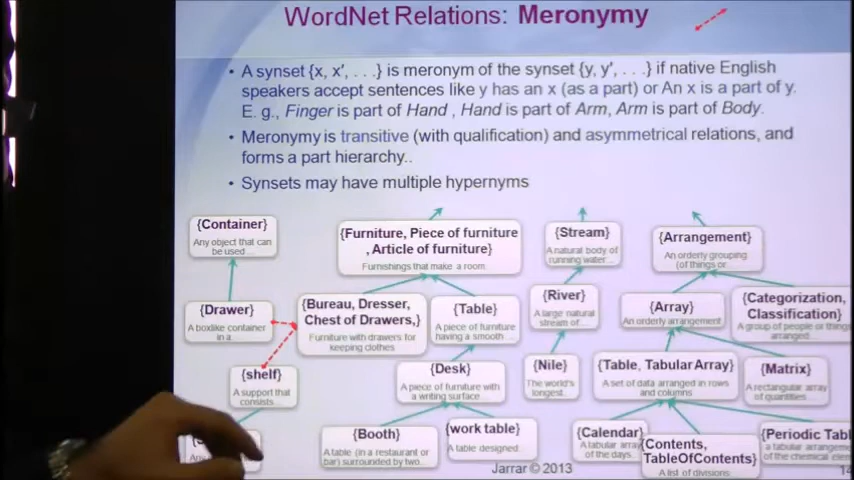 WordNet Relations: Meronymy
• A synset {x, x′, . . .} is meronym of the synset {y, y′, . . .} if native English
speakers accept sentences like y has an x (as a part) or An x is a part of y.
E. g., Finger is part of Hand , Hand is part of Arm, Arm is part of Body.
• Meronymy is transitive (with qualification) and asymmetrical relations, and
forms a part hierarchy..
• Synsets may have multiple hypernyms
{Container}
Any object that can
be used...
{Furniture, Piece of furniture
, Article of furniture}
Furnishings that make a room
{Stream}
A natural body of
running water...
{Arrangement}
An orderly grouping
(of things or
{Drawer}
A boxlike container
in a...
{Bureau, Dresser,
Chest of Drawers,}
Furniture with drawers for
keeping clothes
{Table}
A piece of furniture
having a smooth ...
{River}
A large natural
stream of...
{Array}
An orderly arrangement
{Categorization,
Classification}
A group of people or things
arranged...
{shelf}
A support that
consists...
{Desk}
A piece of furniture with
a writing surface...
{Nile}
The world's
longest...
{Table, Tabular Array}
A set of data arranged in rows
and columns
{Matrix}
A rectangular array
of quantities...
{Booth}
A table (in a restaurant or
bar) surrounded by two...
{work table}
A table designed...
{Calendar}
A tabular array
of the days...
{Contents,
TableOfContents}
A list of divisions
{Periodic Tab
a tabular arrangeme
of the chemical
Jarrar © 2013
14